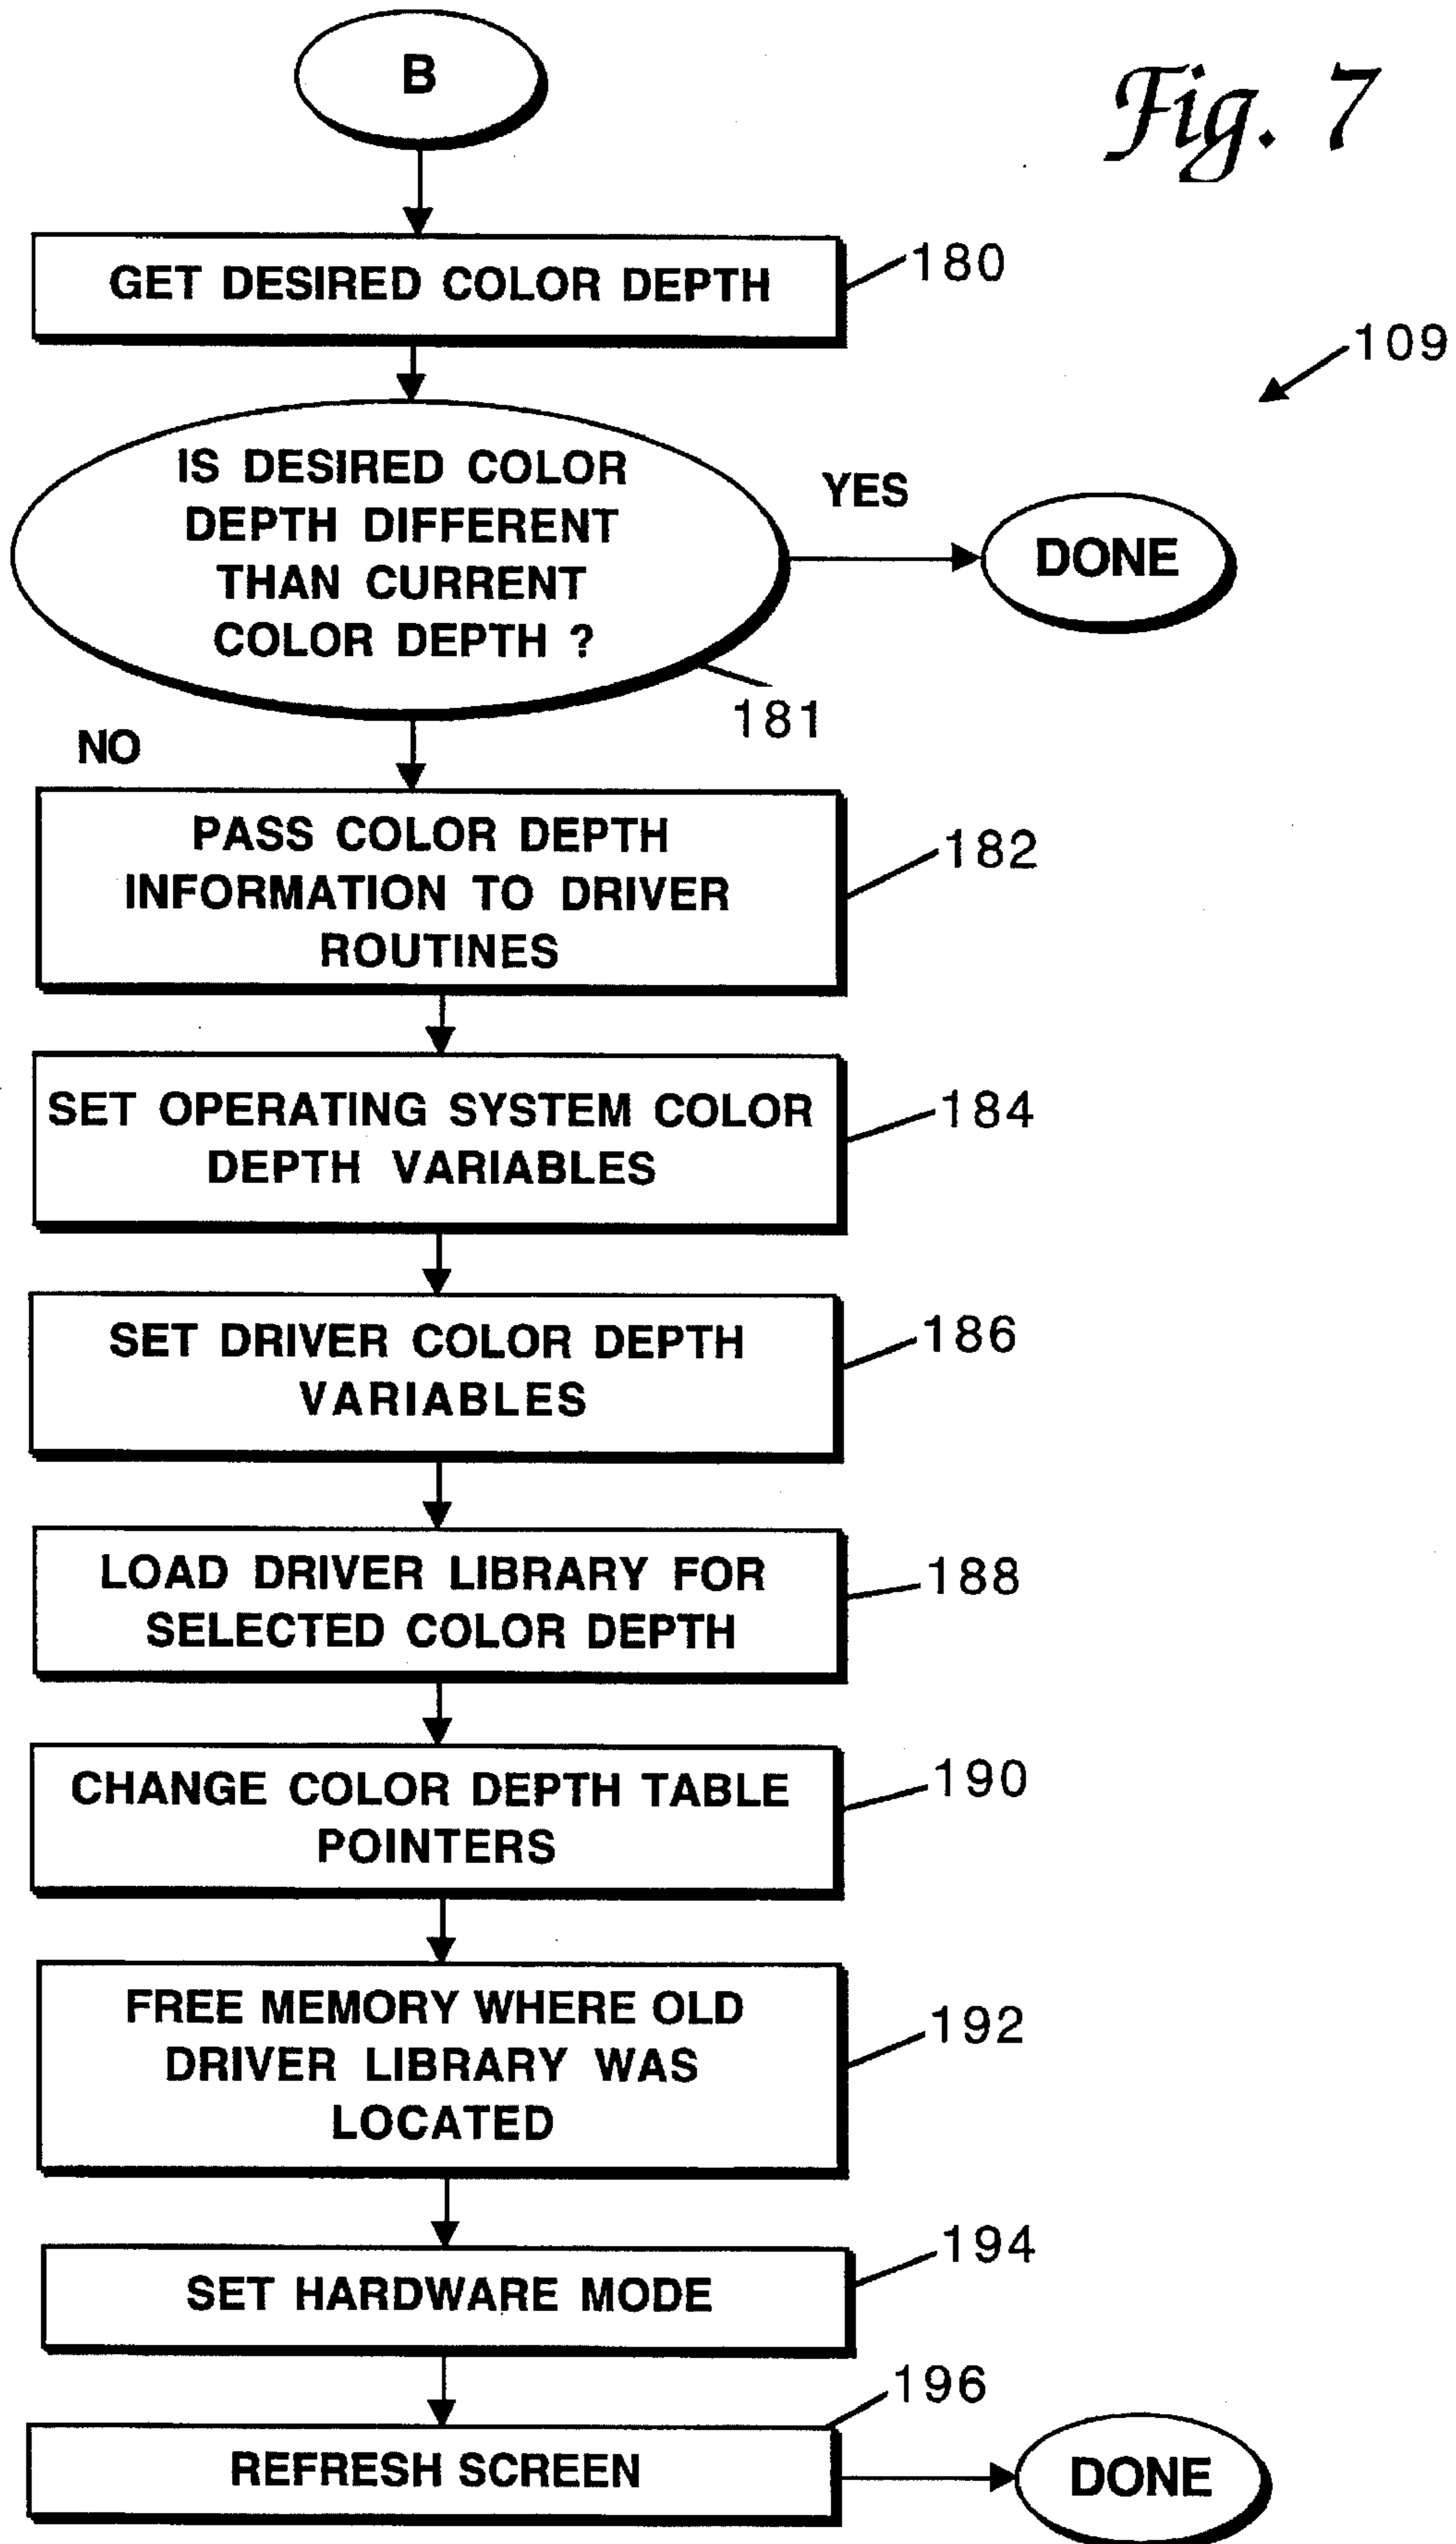 B
Fig. 7
GET DESIRED COLOR DEPTH
180
109
IS DESIRED COLOR
DEPTH DIFFERENT
THAN CURRENT
COLOR DEPTH ?
YES
DONE
181
NO
PASS COLOR DEPTH
INFORMATION TO DRIVER
ROUTINES
182
SET OPERATING SYSTEM COLOR
DEPTH VARIABLES
184
SET DRIVER COLOR DEPTH
VARIABLES
186
LOAD DRIVER LIBRARY FOR
SELECTED COLOR DEPTH
188
CHANGE COLOR DEPTH TABLE
POINTERS
190
FREE MEMORY WHERE OLD
DRIVER LIBRARY WAS
LOCATED
192
SET HARDWARE MODE
194
REFRESH SCREEN
196
DONE